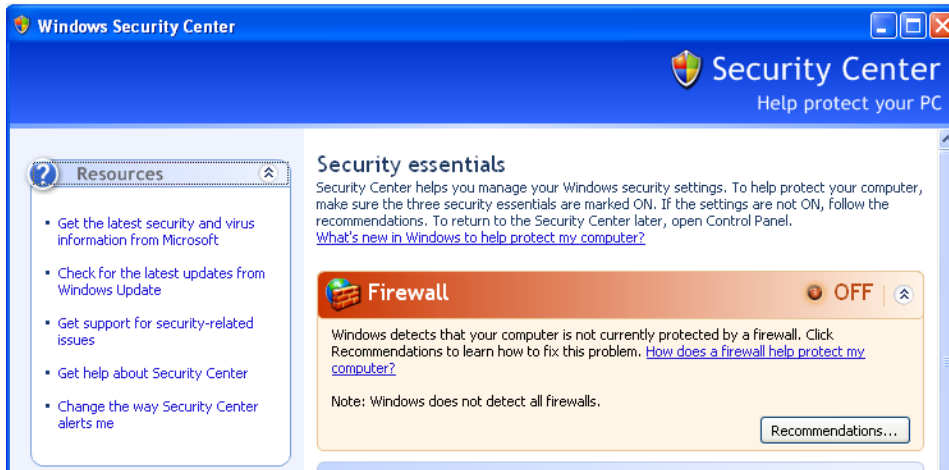 Windows Security Center
Security Center
Help protect your PC
Resources
Get the latest security and virus
information from Microsoft
Check for the latest updates from
Windows Update
Get support for security-related
issues
Get help about Security Center
Change the way Security Center
alerts me
Security essentials
Security Center helps you manage your Windows security settings. To help protect your computer,
make sure the three security essentials are marked ON. If the settings are not ON, follow the
recommendations. To return to the Security Center later, open Control Panel.
What's new in Windows to help protect my computer?
Firewall
OFF
Windows detects that your computer is not currently protected by a firewall. Click
Recommendations to learn how to fix this problem. How does a firewall help protect my
computer?
Note: Windows does not detect all firewalls.
Recommendations...